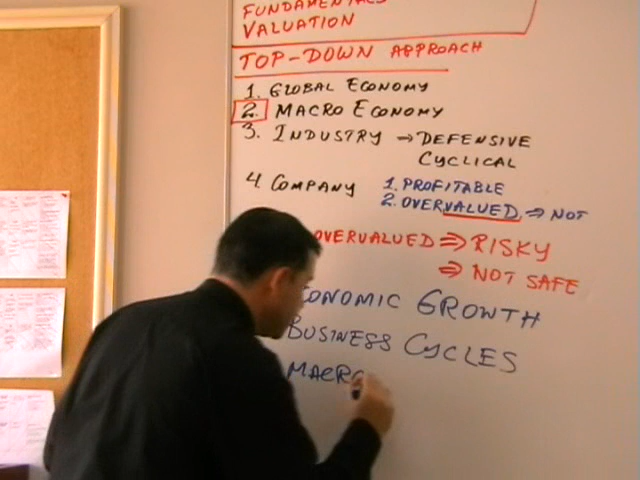 FUNDAMENTALS
VALUATION
TOP-DOWN APPROACH
1. GLOBAL ECONOMY
2. MACRO ECONOMY
3. INDUSTRY → DEFENSIVE
CYCLICAL
4. COMPANY 1. PROFITABLE
2. OVERVALUED ⇒ NOT
OVERVALUED ⇒ RISKY
⇒ NOT SAFE
CONOMIC GROWTH
BUSINESS CYCLES
MACRO